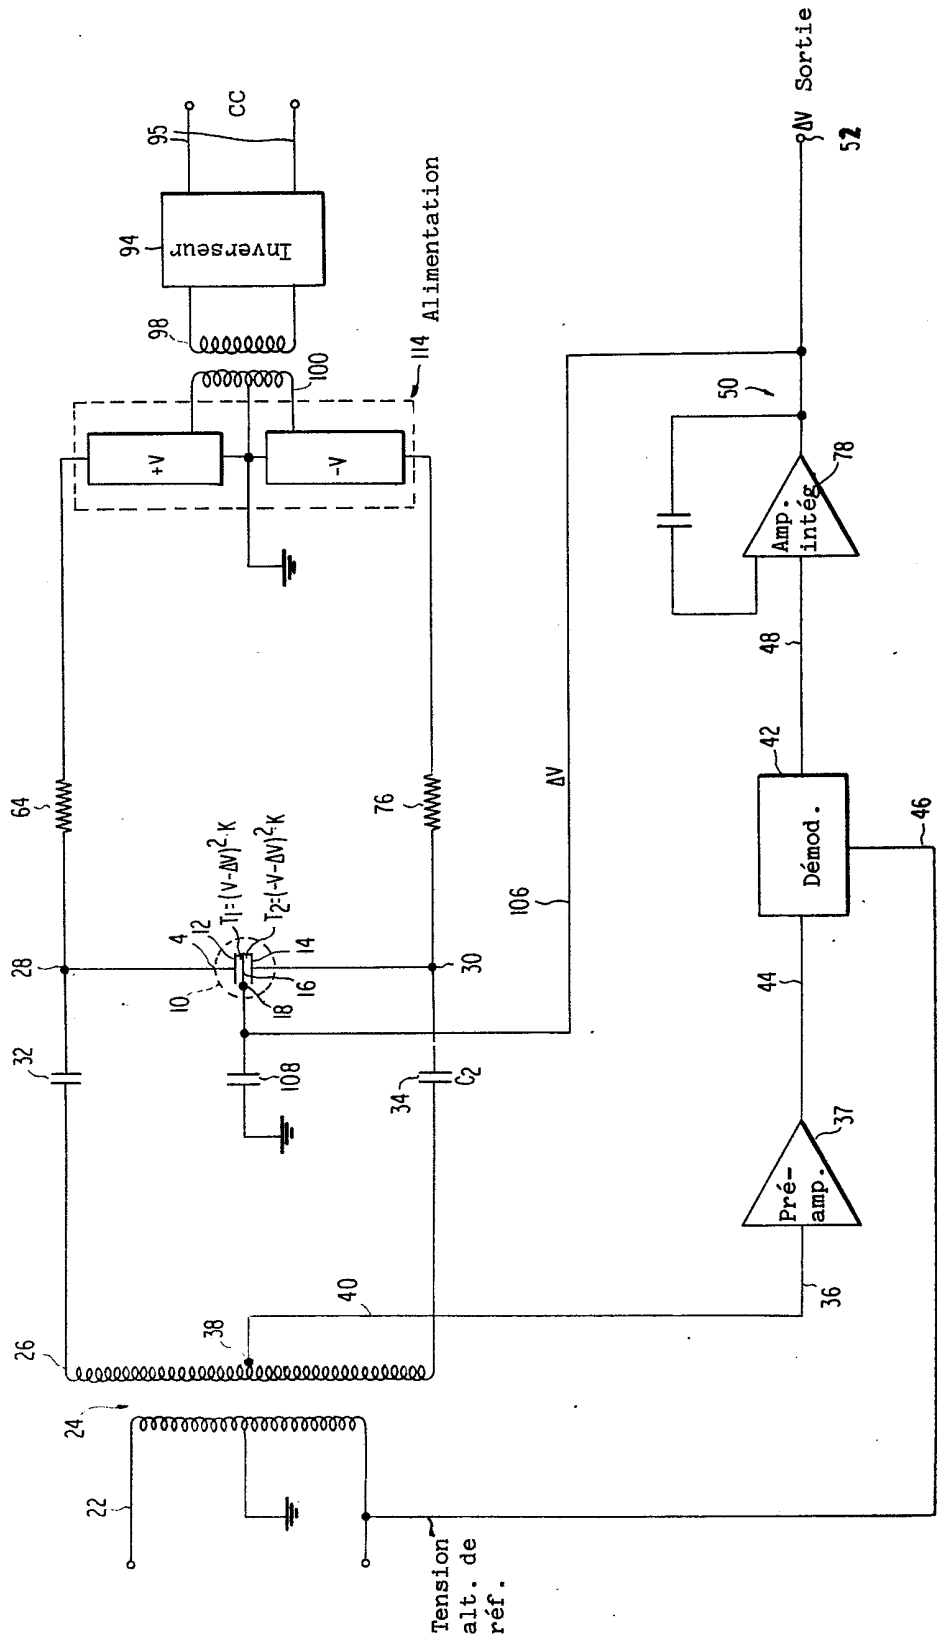 26
24
22
Tension
alt. de
réf.
38
40
36
Pré-
amp.
37
44
Démod.
42
46
48
Amp.
intég.
78
50
ΔV Sortie
52
32
28
64
108
34
C2
10
4
12
18
16
14
T1=(V-ΔV)²·K
T2=(-V-ΔV)²·K
30
76
106
ΔV
+V
-V
100
98
114
Alimentation
94
Inverseur
95
CC